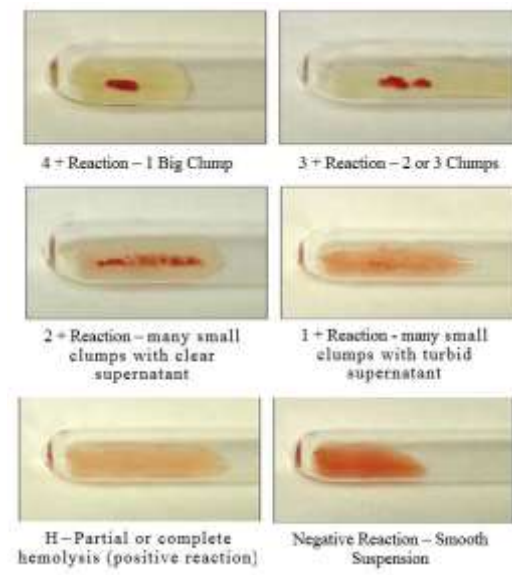 4 + Reaction – 1 Big Clump
3 + Reaction – 2 or 3 Clumps
2 + Reaction – many small
clumps with clear
supernatant
1 + Reaction - many small
clumps with turbid
supernatant
H – Partial or complete
hemolysis (positive reaction)
Negative Reaction – Smooth
Suspension